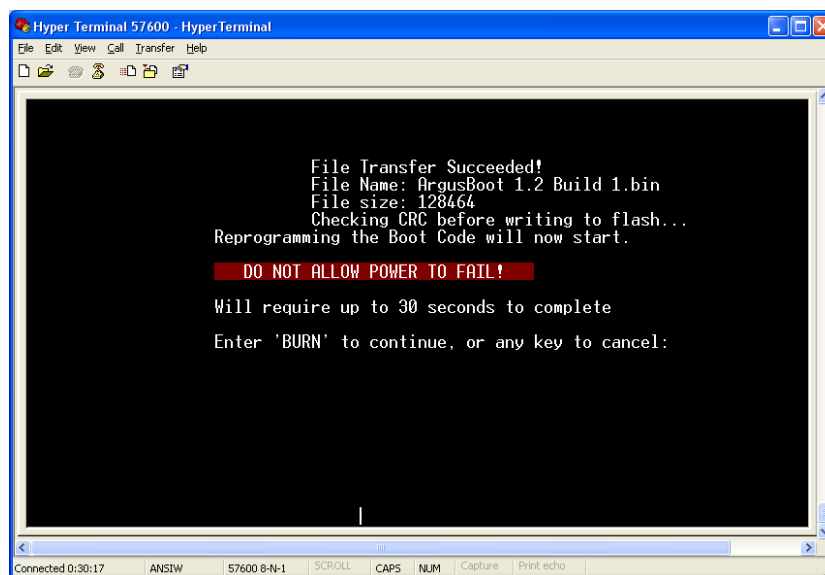 Hyper Terminal 57600 - HyperTerminal
File Edit View Call Transfer Help
File Transfer Succeeded!
File Name: ArgusBoot 1.2 Build 1.bin
File size: 128464
Checking CRC before writing to flash...
Reprogramming the Boot Code will now start.
DO NOT ALLOW POWER TO FAIL!
Will require up to 30 seconds to complete
Enter 'BURN' to continue, or any key to cancel:
Connected 0:30:17 ANSIW 57600 8-N-1 SCROLL CAPS NUM Capture Print echo